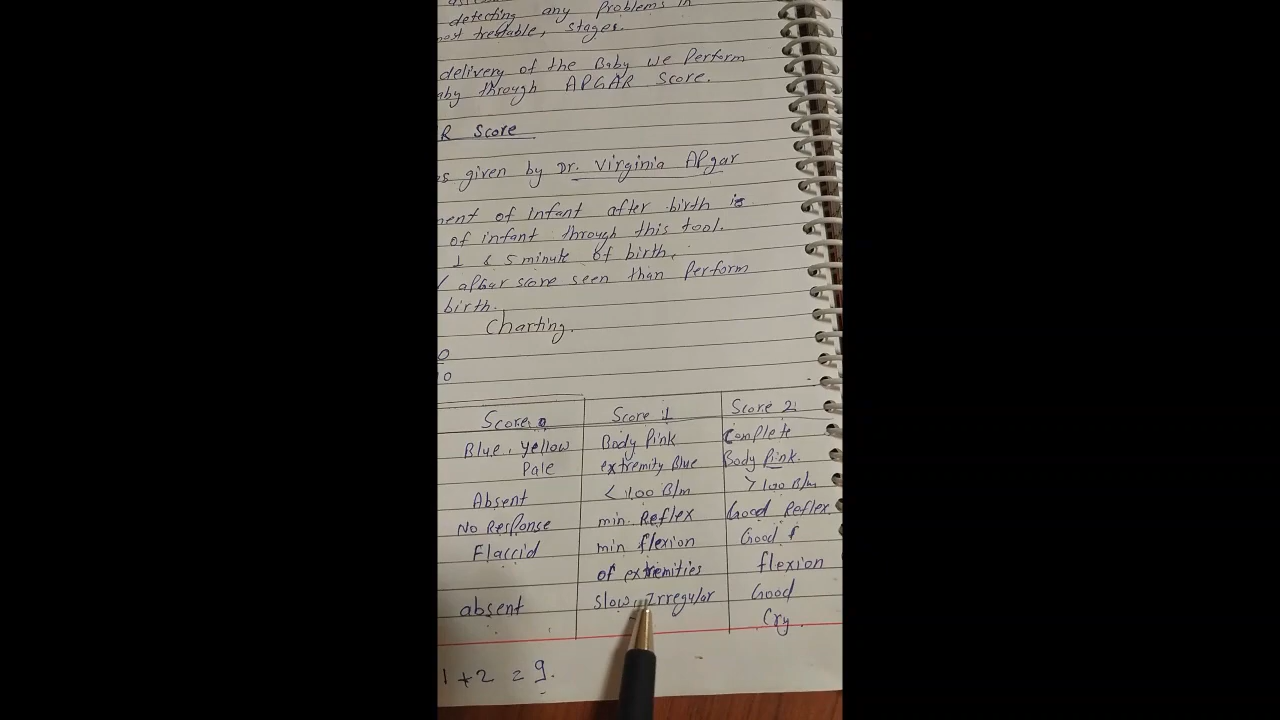 detecting any Problems in
most treatable, stages.
delivery of the Baby we Perform
aby through APGAR Score.
R Score
s given by Dr. Virginia APgar
ment of Infant after birth is
of infant through this tool.
1 & 5 minute of birth.
apgar score seen than Perform
birth.
Charting.
0
10
Score 0 Score 1 Score 2
Blue, Yellow Body Pink Complete
Pale extremity Blue Body Pink.
Absent < 100 B/m > 100 B/m
No Response min. Reflex Good Reflex.
Flaccid min flexion Good
of extremities flexion
absent Slow, Irregular Good
Cry.
1 + 2 = 9.